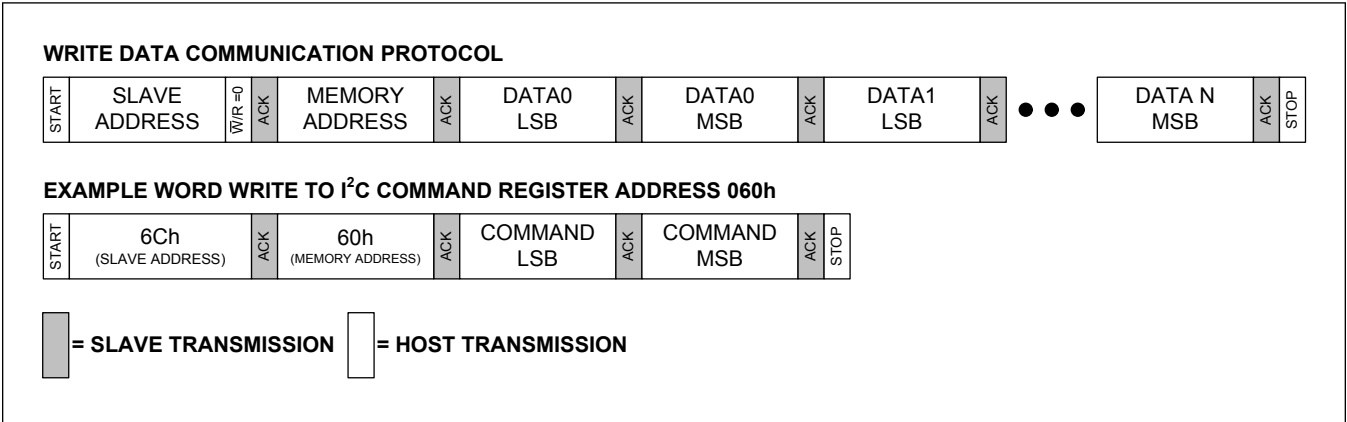 WRITE DATA COMMUNICATION PROTOCOL
START SLAVE ADDRESS W̅/R =0 ACK MEMORY ADDRESS ACK DATA0 LSB ACK DATA0 MSB ACK DATA1 LSB ACK ● ● ● DATA N MSB ACK STOP
EXAMPLE WORD WRITE TO I²C COMMAND REGISTER ADDRESS 060h
START 6Ch (SLAVE ADDRESS) ACK 60h (MEMORY ADDRESS) ACK COMMAND LSB ACK COMMAND MSB ACK STOP
= SLAVE TRANSMISSION = HOST TRANSMISSION